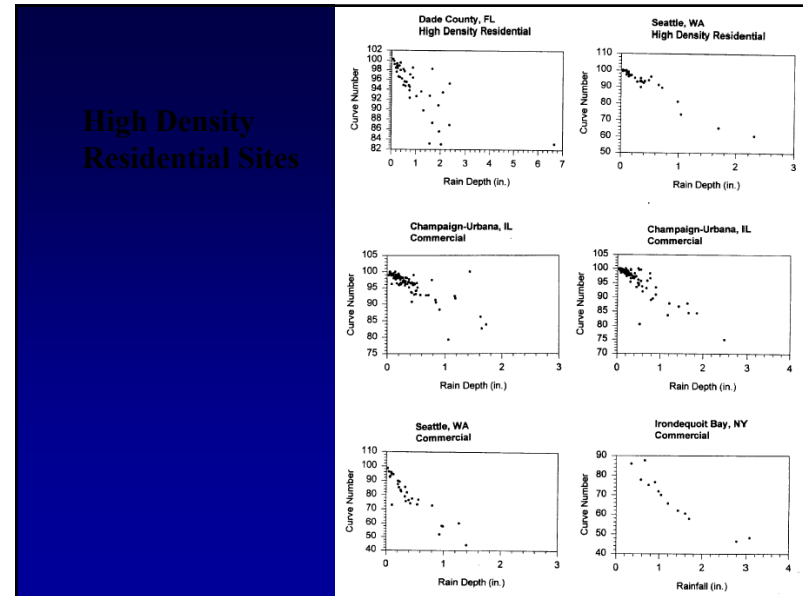 High Density
Residential Sites
Dade County, FL
High Density Residential
102
100
98
96
94
92
90
88
86
84
82
Curve Number
0 1 2 3 4 5 6 7
Rain Depth (in.)
Seattle, WA
High Density Residential
110
100
90
80
70
60
50
Curve Number
0 1 2 3
Rain Depth (in.)
Champaign-Urbana, IL
Commercial
105
100
95
90
85
80
75
Curve Number
0 1 2 3
Rain Depth (in.)
Champaign-Urbana, IL
Commercial
105
100
95
90
85
80
75
70
Curve Number
0 1 2 3 4
Rain Depth (in.)
Seattle, WA
Commercial
110
100
90
80
70
60
50
40
Curve Number
0 1 2 3
Rain Depth (in.)
Irondequoit Bay, NY
Commercial
90
80
70
60
50
40
Curve Number
0 1 2 3 4
Rainfall (in.)